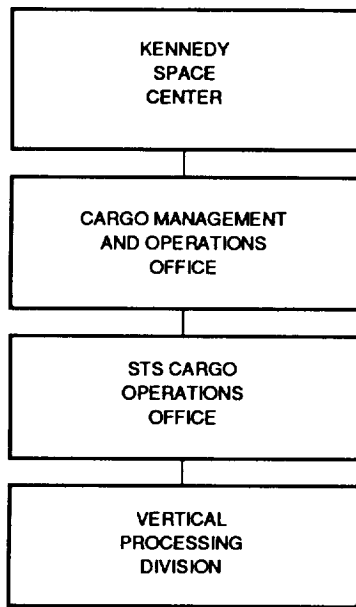 KENNEDY
SPACE
CENTER
CARGO MANAGEMENT
AND OPERATIONS
OFFICE
STS CARGO
OPERATIONS
OFFICE
VERTICAL
PROCESSING
DIVISION